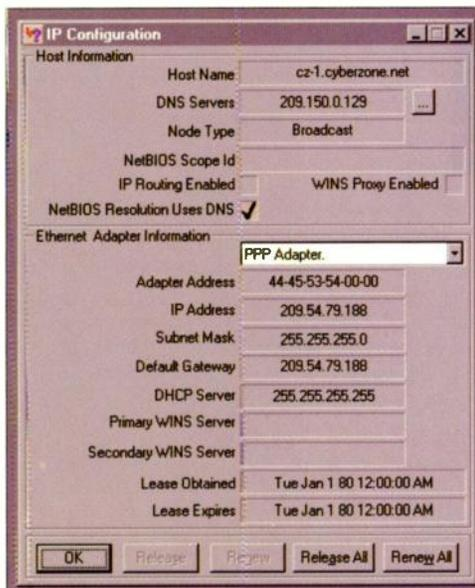 IP Configuration
Host Information
Host Name cz-1.cyberzone.net
DNS Servers 209.150.0.129 ...
Node Type Broadcast
NetBIOS Scope Id
IP Routing Enabled WINS Proxy Enabled
NetBIOS Resolution Uses DNS
Ethernet Adapter Information
PPP Adapter.
Adapter Address 44-45-53-54-00-00
IP Address 209.54.79.188
Subnet Mask 255.255.255.0
Default Gateway 209.54.79.188
DHCP Server 255.255.255.255
Primary WINS Server
Secondary WINS Server
Lease Obtained Tue Jan 1 80 12:00:00 AM
Lease Expires Tue Jan 1 80 12:00:00 AM
OK Release Renew Release All Renew All